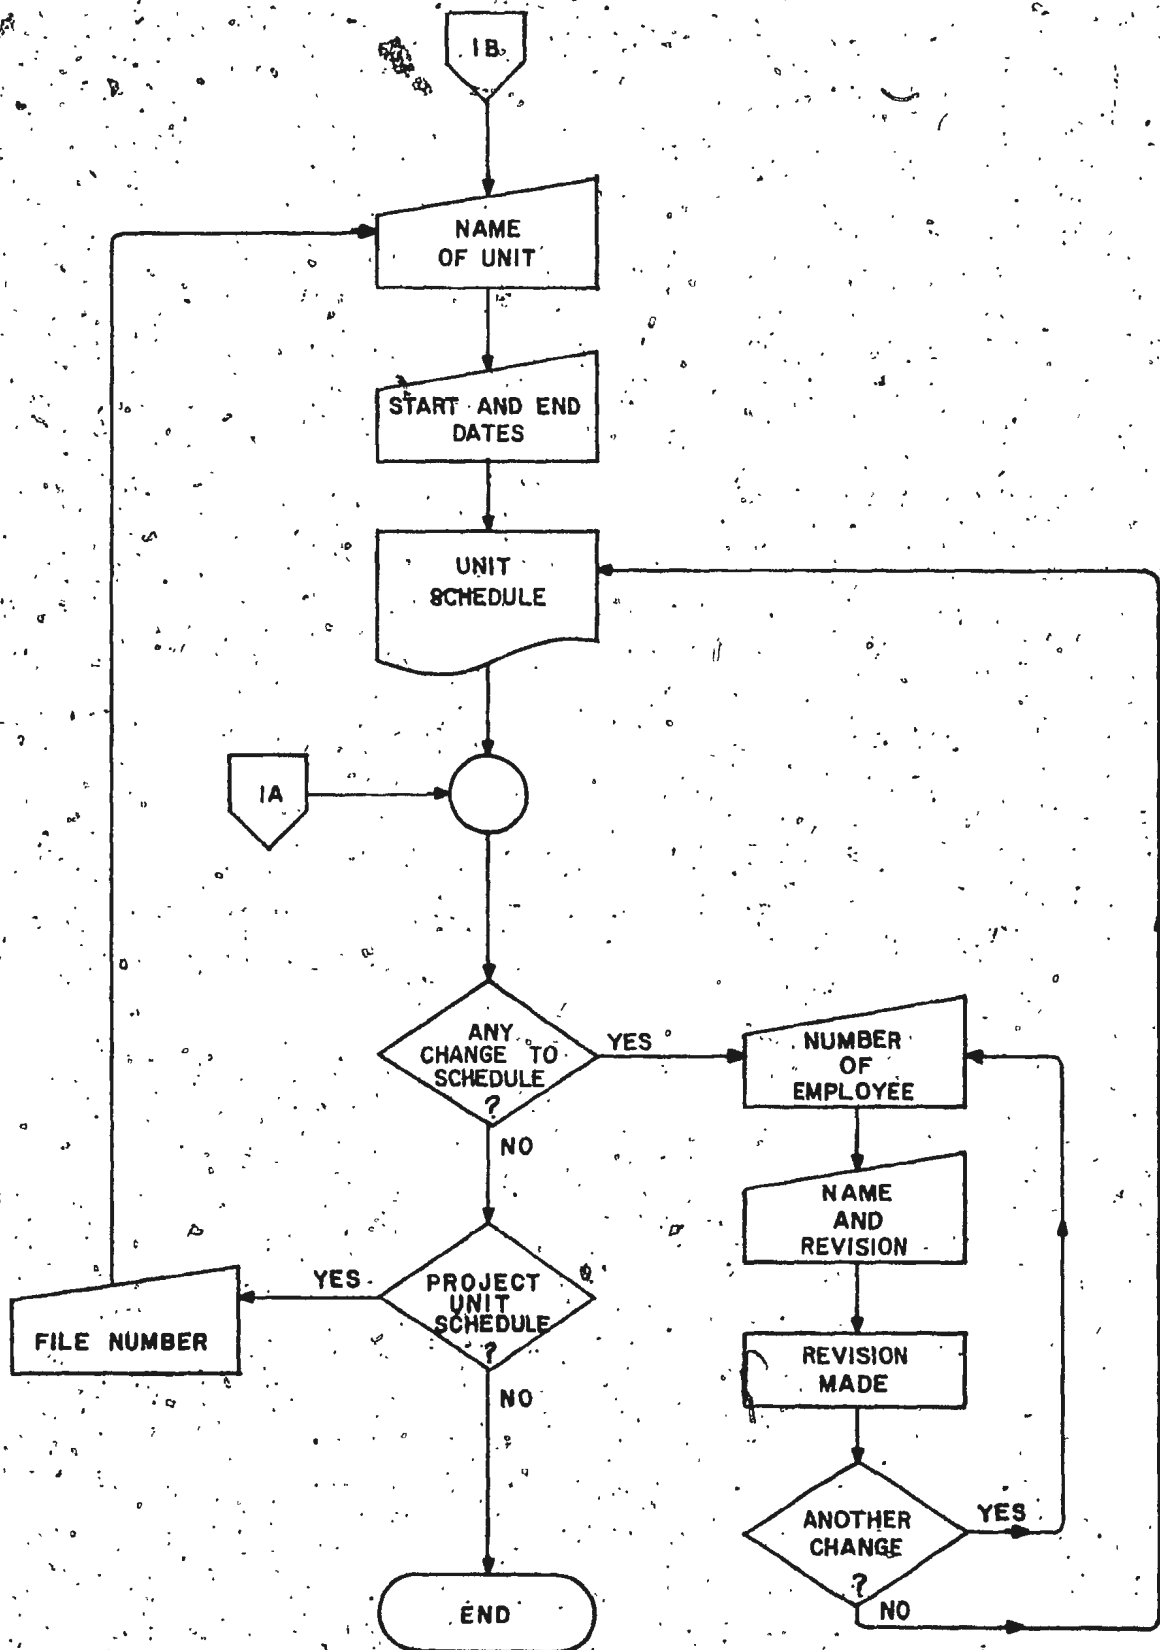 1B
NAME
OF UNIT
START AND END
DATES
UNIT
SCHEDULE
1A
ANY
CHANGE TO
SCHEDULE
?
YES
NO
NUMBER
OF
EMPLOYEE
NAME
AND
REVISION
REVISION
MADE
ANOTHER
CHANGE
?
YES
NO
PROJECT
UNIT
SCHEDULE
?
YES
NO
FILE NUMBER
END